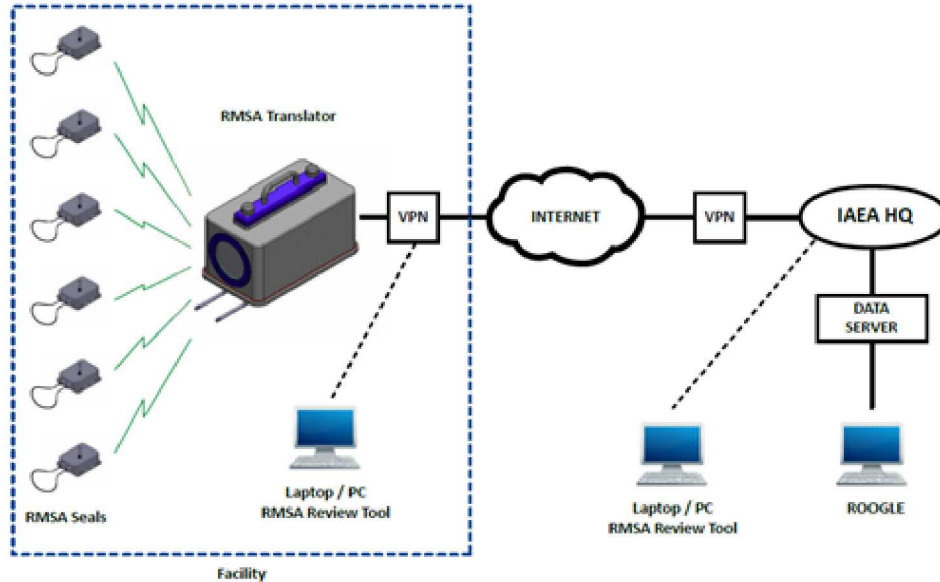 RMSA Translator
VPN
INTERNET
VPN
IAEA HQ
DATA
SERVER
Laptop / PC
RMSA Review Tool
RMSA Seals
Laptop / PC
RMSA Review Tool
ROOGLE
Facility